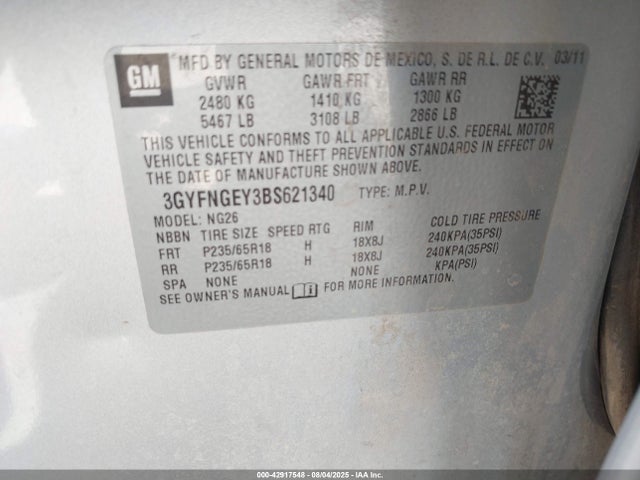 GM
MFD BY GENERAL MOTORS DE MEXICO, S. DE R.L. DE C.V. 03/11
GVWR GAWR FRT GAWR RR
2480 KG 1410 KG 1300 KG
5467 LB 3108 LB 2866 LB
THIS VEHICLE CONFORMS TO ALL APPLICABLE U.S. FEDERAL MOTOR
VEHICLE SAFETY AND THEFT PREVENTION STANDARDS IN EFFECT ON
THE DATE OF MANUFACTURE SHOWN ABOVE.
3GYFNGEY3BS621340 TYPE: M.P.V.
MODEL: NG26
NBBN TIRE SIZE SPEED RTG RIM COLD TIRE PRESSURE
FRT P235/65R18 H 18X8J 240KPA(35PSI)
RR P235/65R18 H 18X8J 240KPA(35PSI)
SPA NONE NONE KPA(PSI)
SEE OWNER'S MANUAL FOR MORE INFORMATION.
000-42917548 - 08/04/2025 - IAAI.COM